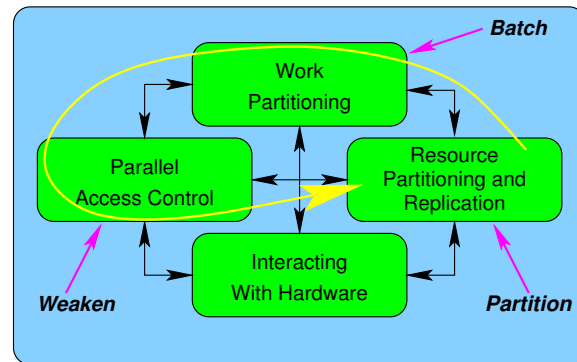 Batch
Work
Partitioning
Parallel
Access Control
Resource
Partitioning and
Replication
Interacting
With Hardware
Weaken
Partition